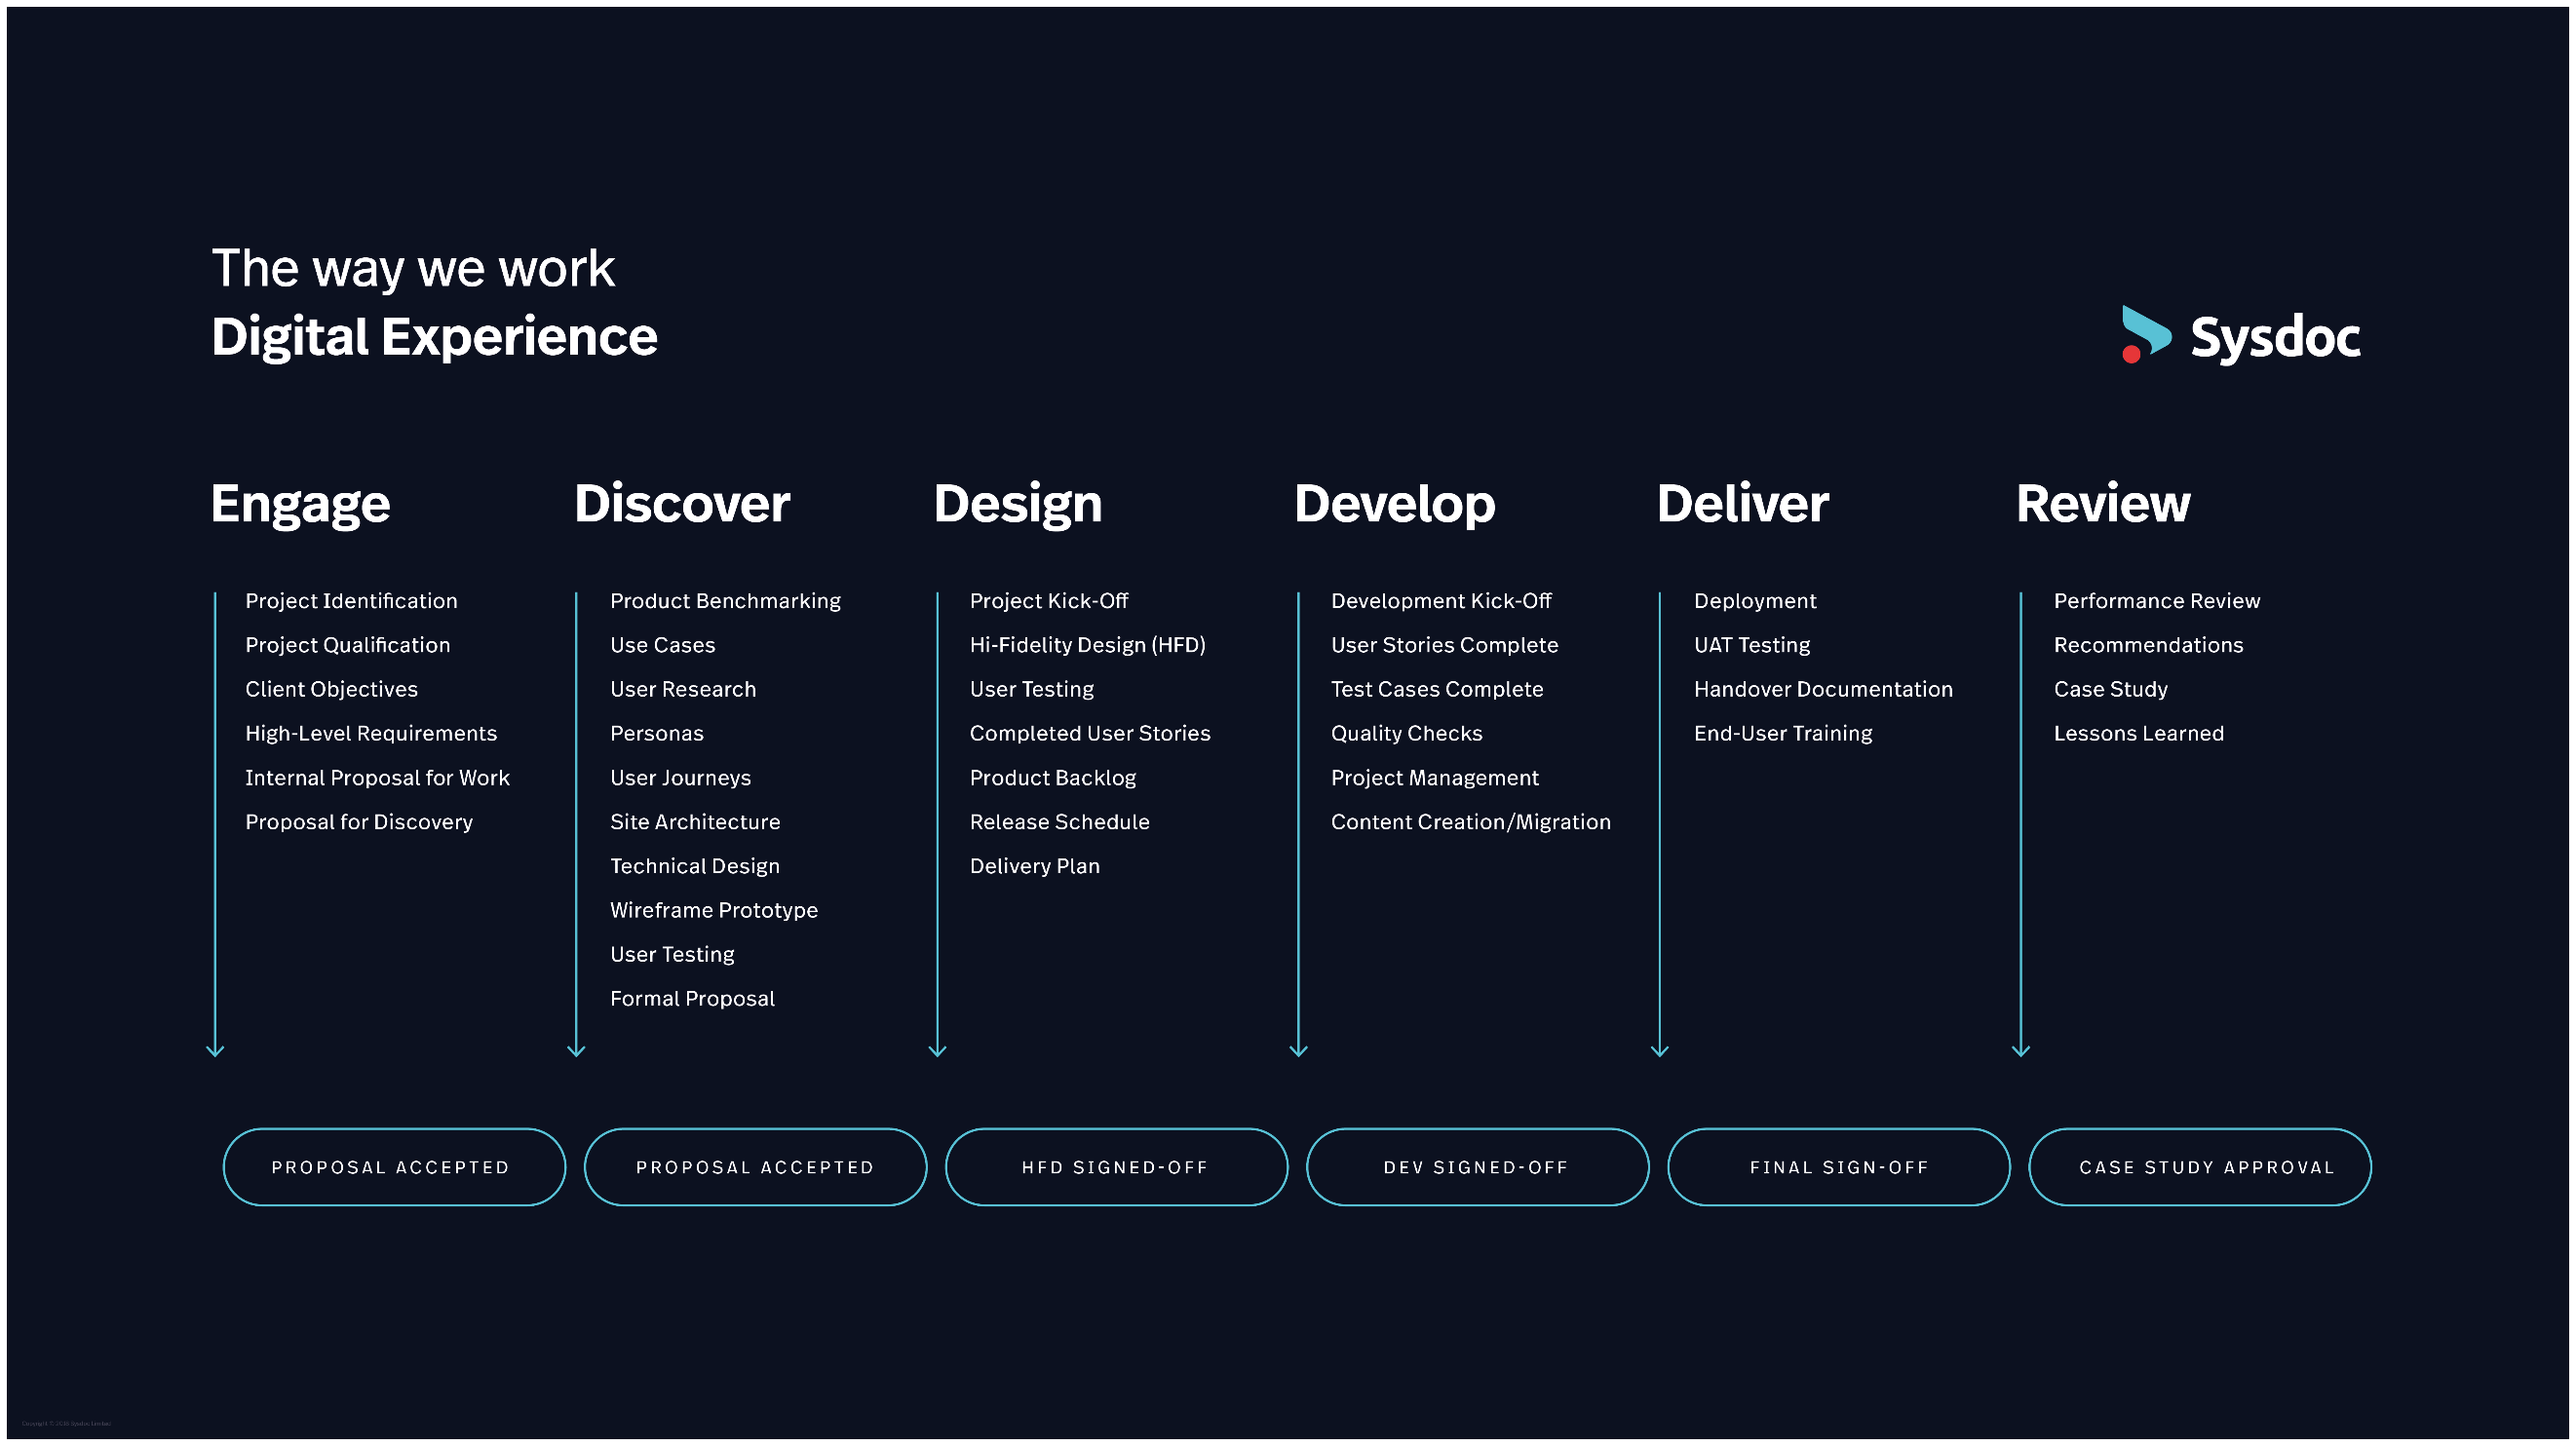 The way we work
Digital Experience
Sysdoc
Engage
Project Identification
Project Qualification
Client Objectives
High-Level Requirements
Internal Proposal for Work
Proposal for Discovery
PROPOSAL ACCEPTED
Discover
Product Benchmarking
Use Cases
User Research
Personas
User Journeys
Site Architecture
Technical Design
Wireframe Prototype
User Testing
Formal Proposal
PROPOSAL ACCEPTED
Design
Project Kick-Off
Hi-Fidelity Design (HFD)
User Testing
Completed User Stories
Product Backlog
Release Schedule
Delivery Plan
HFD SIGNED-OFF
Develop
Development Kick-Off
User Stories Complete
Test Cases Complete
Quality Checks
Project Management
Content Creation/Migration
DEV SIGNED-OFF
Deliver
Deployment
UAT Testing
Handover Documentation
End-User Training
FINAL SIGN-OFF
Review
Performance Review
Recommendations
Case Study
Lessons Learned
CASE STUDY APPROVAL
Copyright © Sysdoc Limited